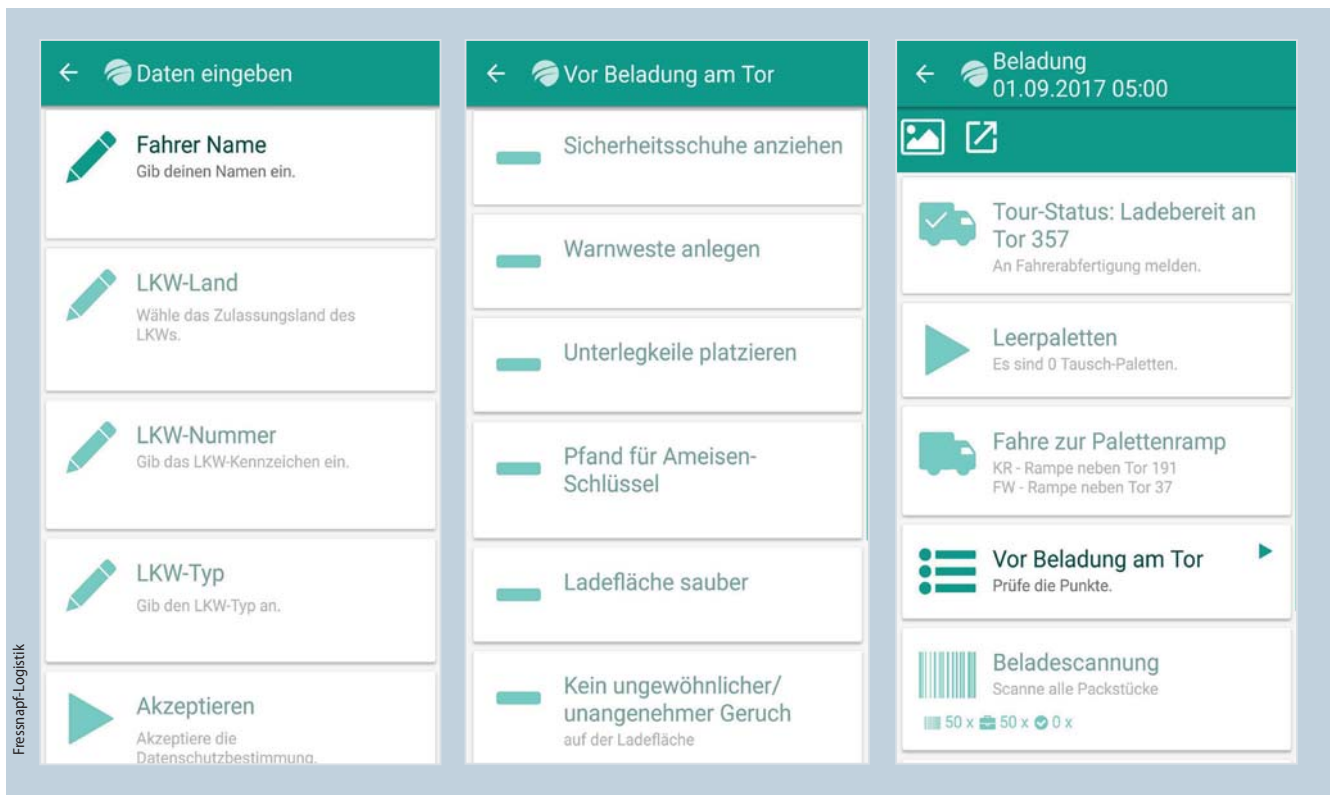 Daten eingeben
Fahrer Name
Gib deinen Namen ein.
LKW-Land
Wähle das Zulassungsland des
LKWs.
LKW-Nummer
Gib das LKW-Kennzeichen ein.
LKW-Typ
Gib den LKW-Typ an.
Akzeptieren
Akzeptiere die
Datenschutzbestimmung.
Vor Beladung am Tor
Sicherheitsschuhe anziehen
Warnweste anlegen
Unterlegkeile platzieren
Pfand für Ameisen-
Schlüssel
Ladefläche sauber
Kein ungewöhnlicher/
unangenehmer Geruch
auf der Ladefläche
Beladung
01.09.2017 05:00
Tour-Status: Ladebereit an
Tor 357
An Fahrerabfertigung melden.
Leerpaletten
Es sind 0 Tausch-Paletten.
Fahre zur Palettenramp
KR - Rampe neben Tor 191
FW - Rampe neben Tor 37
Vor Beladung am Tor
Prüfe die Punkte.
Beladescannung
Scanne alle Packstücke
50 x 50 x 0 x
Fressnapf-Logistik